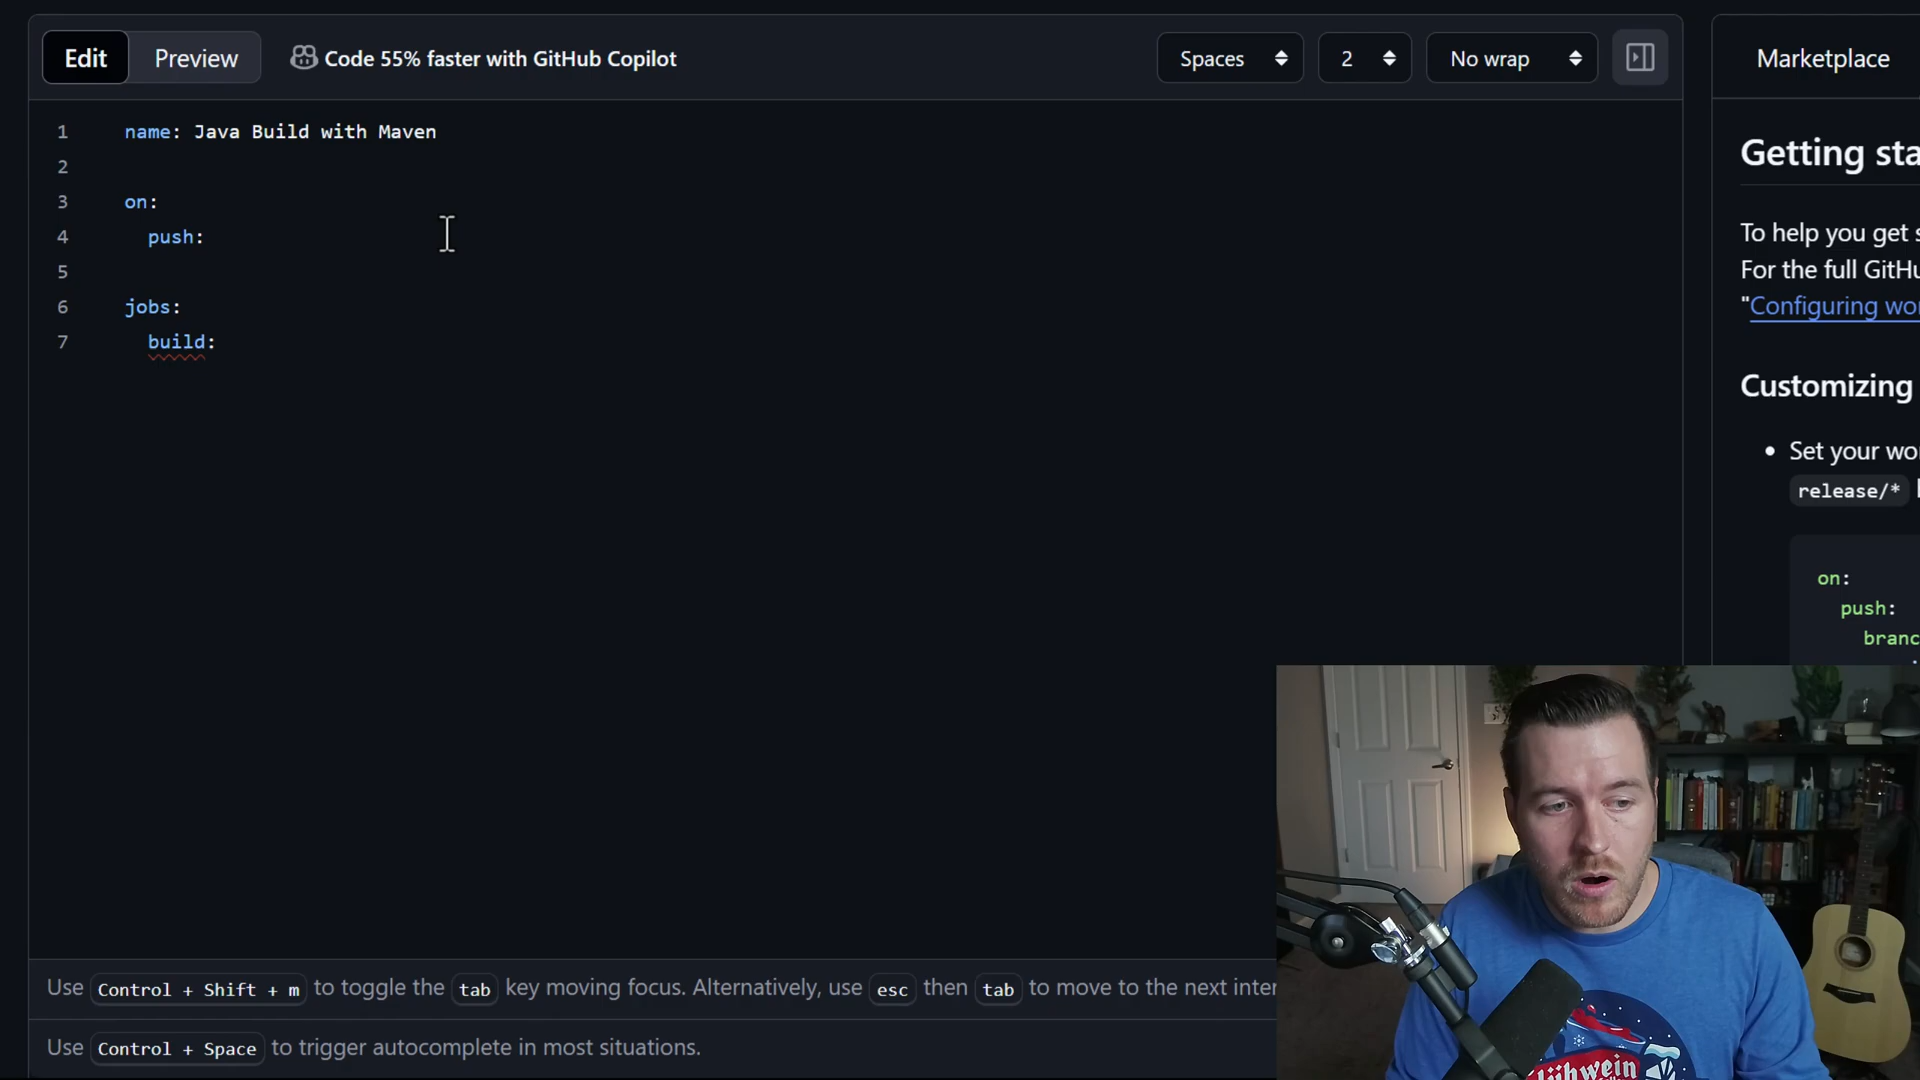 Edit
Preview
Code 55% faster with GitHub Copilot
Spaces
2
No wrap
Marketplace
1 name: Java Build with Maven
2
3 on:
4 push:
5
6 jobs:
7 build:
Getting sta
To help you get s
For the full GitHu
"Configuring wor
Customizing
• Set your wor
release/*
on:
push:
branc
Use Control + Shift + m to toggle the tab key moving focus. Alternatively, use esc then tab to move to the next inter
Use Control + Space to trigger autocomplete in most situations.